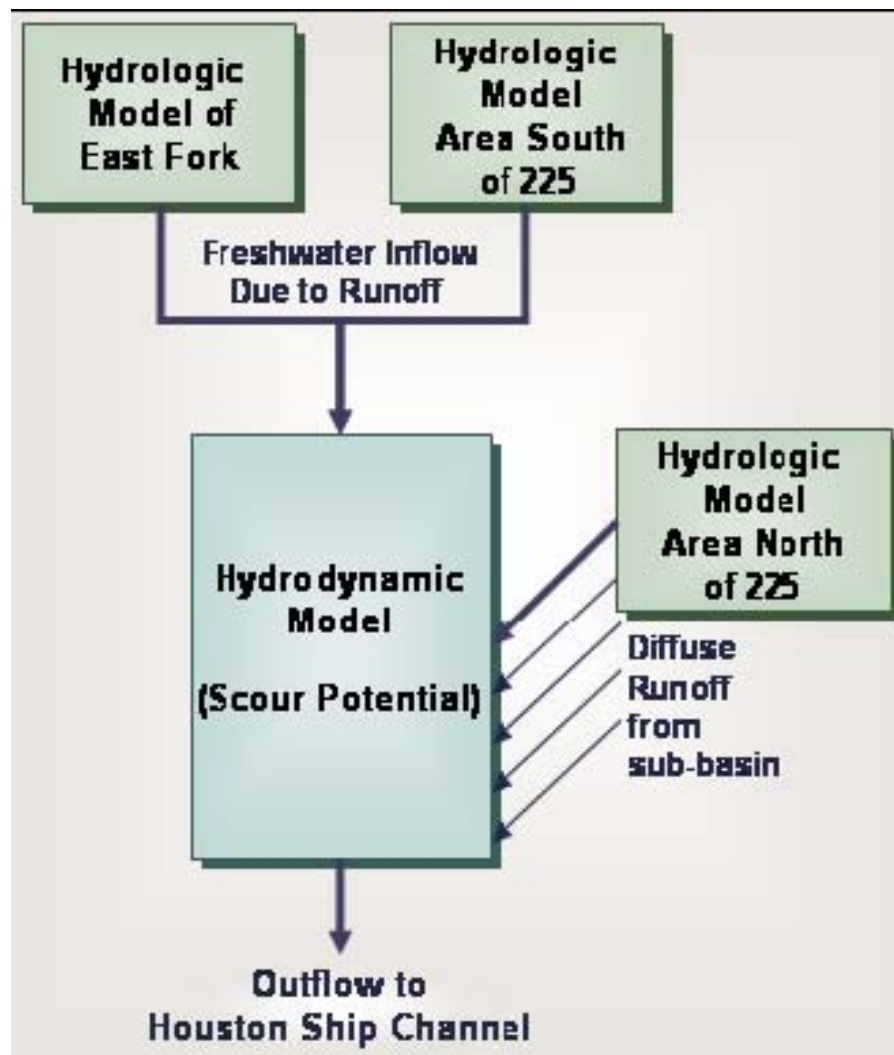 Hydrologic
Model of
East Fork
Hydrologic
Model
Area South
of 225
Freshwater Inflow
Due to Runoff
Hydrodynamic
Model
(Scour Potential)
Hydrologic
Model
Area North
of 225
Diffuse
Runoff
from
sub-basin
Outflow to
Houston Ship Channel